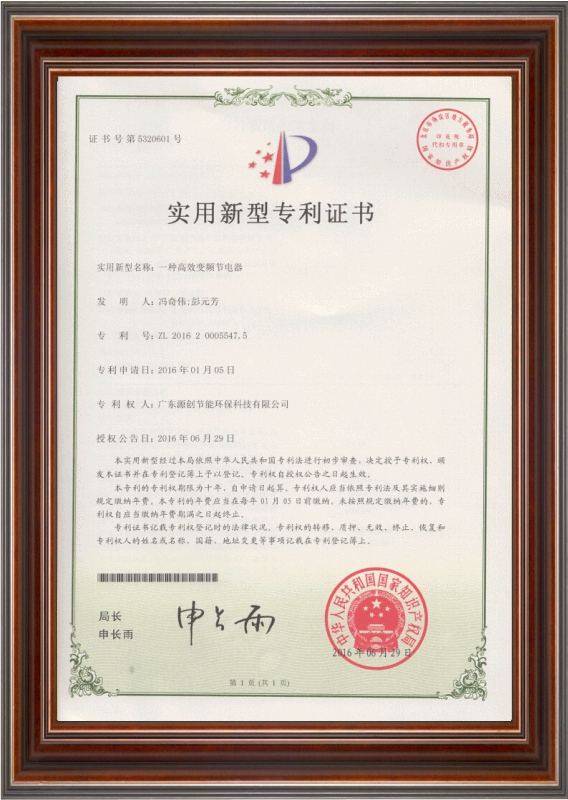 证书号第5320601号
实用新型专利证书
实用新型名称：一种高效变频节电器
发　明　人：冯奇伟;彭元芳
专　利　号：ZL 2016 2 0005547.5
专利申请日：2016年01月05日
专 利 权 人：广东源创节能环保科技有限公司
授权公告日：2016年06月29日
本实用新型经过本局依照中华人民共和国专利法进行初步审查，决定授予专利权，颁
发本证书并在专利登记簿上予以登记。专利权自授权公告之日起生效。
本专利的专利权期限为十年，自申请日起算。专利权人应当依照专利法及其实施细则
规定缴纳年费。本专利的年费应当在每年01月05日前缴纳。未按照规定缴纳年费的，专
利权自应当缴纳年费期满之日起终止。
专利证书记载专利权登记时的法律状况。专利权的转移、质押、无效、终止、恢复和
专利权人的姓名或名称、国籍、地址变更等事项记载在专利登记簿上。
局长
申长雨
申长雨
中华人民共和国国家知识产权局
2016年06月29日
第 1 页 (共 1 页)